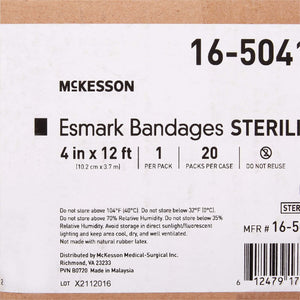 16-5041
McKESSON
Esmark Bandages STERIL
4 in x 12 ft
(10.2 cm x 3.7 m)
1
PER PACK
20
PACKS PER CASE
DO NOT REUSE
Do not store above 104°F (40°C). Do not store below 32°F (0°C).
Do not store above 70% Relative Humidity. Do not store below 35%
Relative Humidity. Avoid storage in direct sunlight/fluorescent
lighting and keep area cool, dry, and well-ventilated.
Not made with natural rubber latex.
Distributed by McKesson Medical-Surgical Inc.
Richmond, VA 23233
PVN B0720 Made in Malaysia
LOT X2112016
STER
MFR # 16-5
6 12479 17